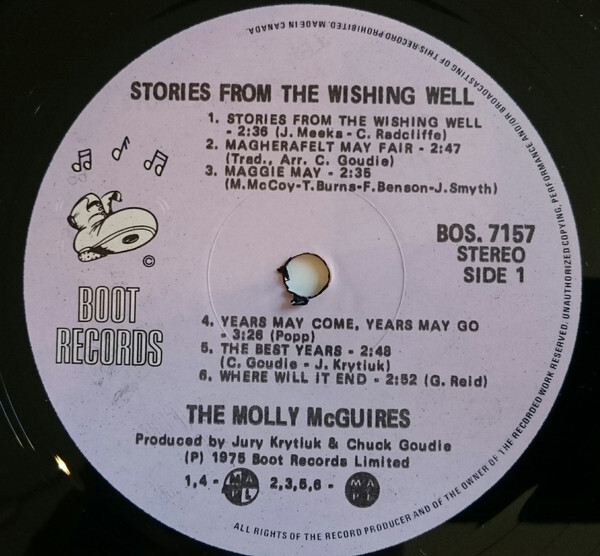 STORIES FROM THE WISHING WELL
1. STORIES FROM THE WISHING WELL
- 2:36 (J. Meeks - C. Radcliffe)
2. MAGHERAFELT MAY FAIR - 2:47
(Trad., Arr. C. Goudie)
3. MAGGIE MAY - 2:35
(M.McCoy-T.Burns-F.Benson-J.Smyth)
©
BOOT
RECORDS
BOS. 7157
STEREO
SIDE 1
4. YEARS MAY COME, YEARS MAY GO
- 3:26 (Popp)
5. THE BEST YEARS - 2:48
(C. Goudie - J. Krytiuk)
6. WHERE WILL IT END - 2:52 (G. Reid)
THE MOLLY McGUIRES
Produced by Jury Krytiuk & Chuck Goudie
(P) 1975 Boot Records Limited
1,4 - MAPL 2,3,5,6 - MAPL
ALL RIGHTS OF THE RECORD PRODUCER AND OF THE OWNER OF THE RECORDED WORK RESERVED. UNAUTHORIZED COPYING, PERFORMANCE AND/OR BROADCASTING OF THIS RECORD PROHIBITED. MADE IN CANADA.